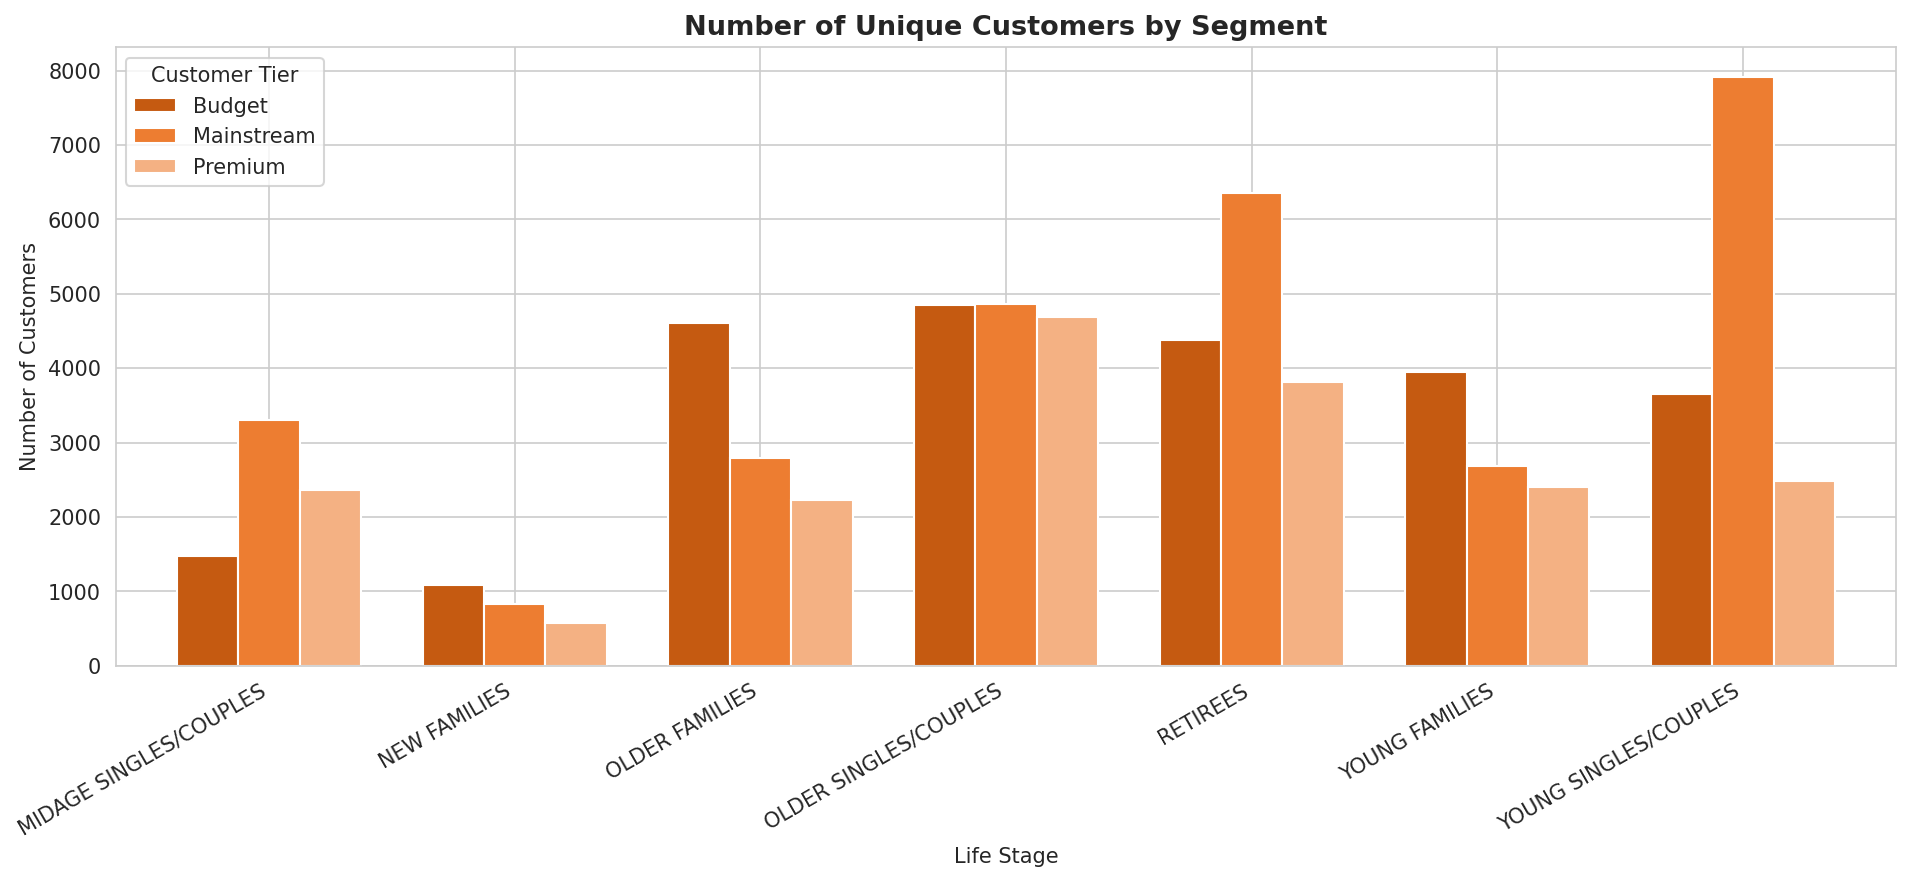 Number of Unique Customers by Segment
Customer Tier
Budget
Mainstream
Premium
Number of Customers
8000
7000
6000
5000
4000
3000
2000
1000
0
MIDAGE SINGLES/COUPLES
NEW FAMILIES
OLDER FAMILIES
OLDER SINGLES/COUPLES
RETIREES
YOUNG FAMILIES
YOUNG SINGLES/COUPLES
Life Stage